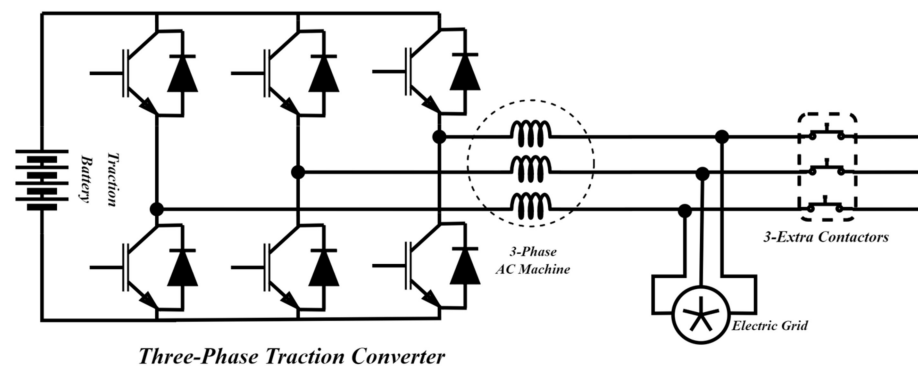 Traction
Battery
3-Phase
AC Machine
3-Extra Contactors
Electric Grid
Three-Phase Traction Converter